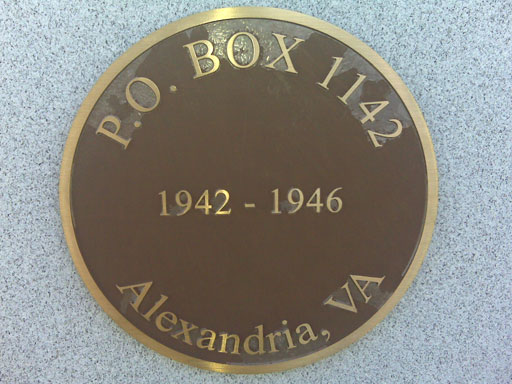 P.O. BOX 1142
1942 - 1946
Alexandria, VA